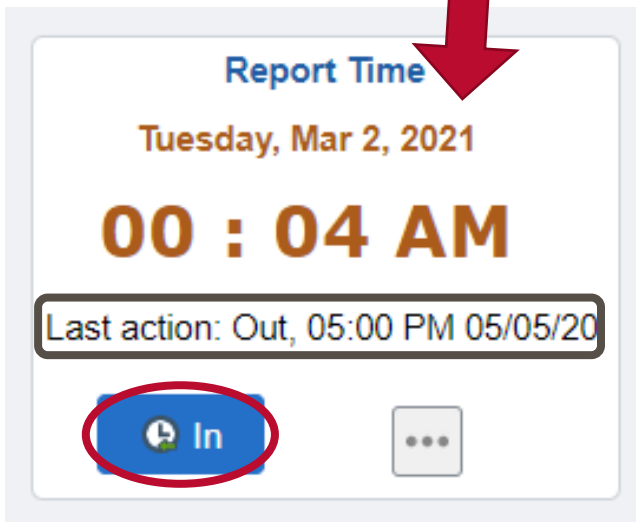 Report Time
Tuesday, Mar 2, 2021
00 : 04 AM
Last action: Out, 05:00 PM 05/05/20
In